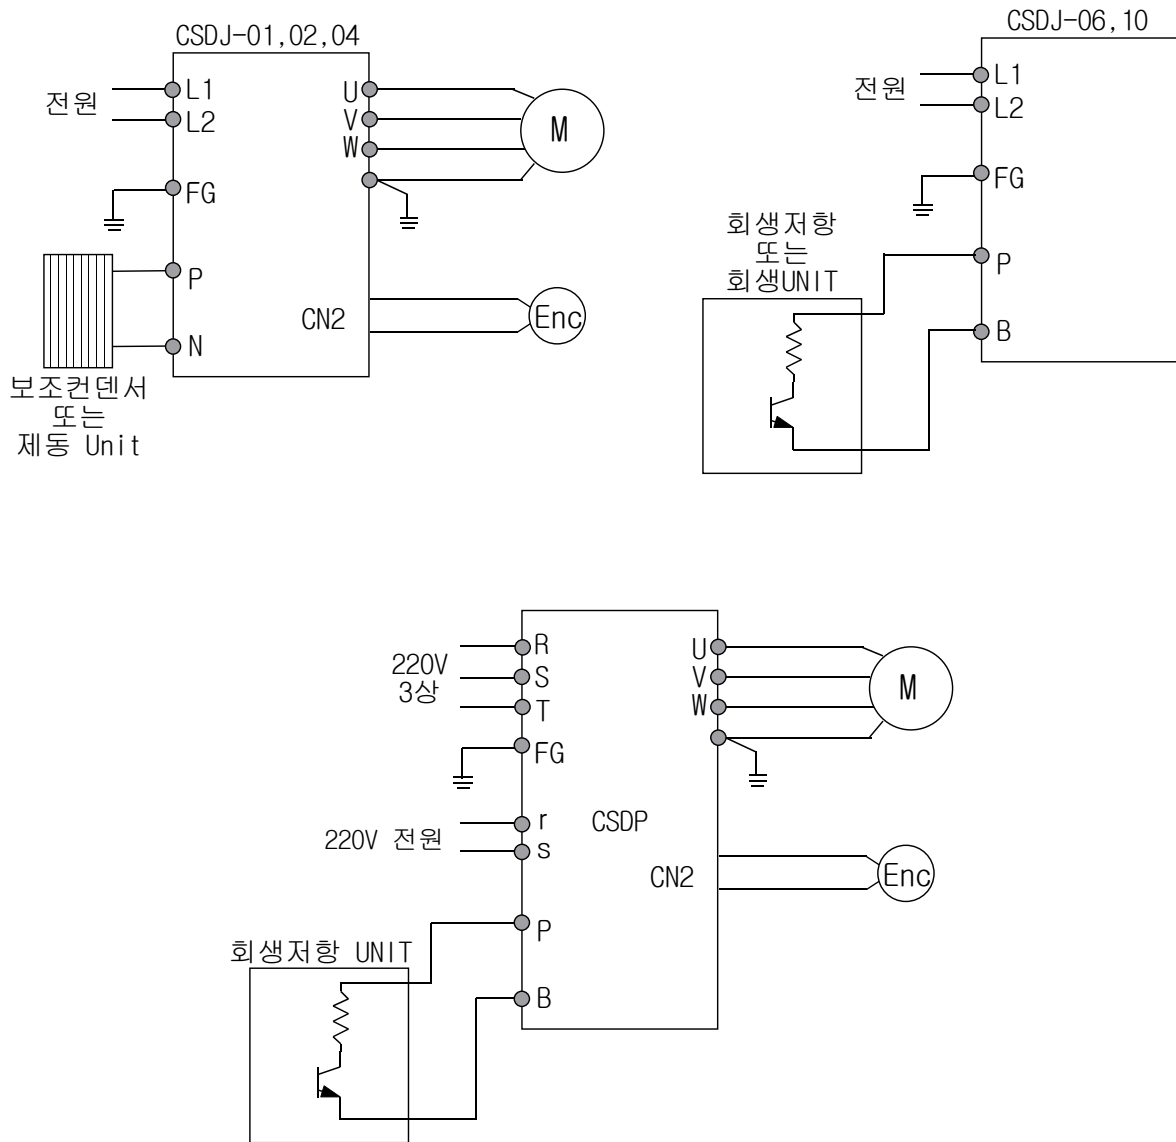 CSDJ-01,02,04
전원
L1
L2
FG
P
N
U
V
W
M
CN2
Enc
보조컨덴서
또는
제동 Unit
CSDJ-06,10
전원
L1
L2
FG
P
B
회생저항
또는
회생UNIT
220V
3상
R
S
T
FG
220V 전원
r
s
P
B
CSDP
U
V
W
M
CN2
Enc
회생저항 UNIT